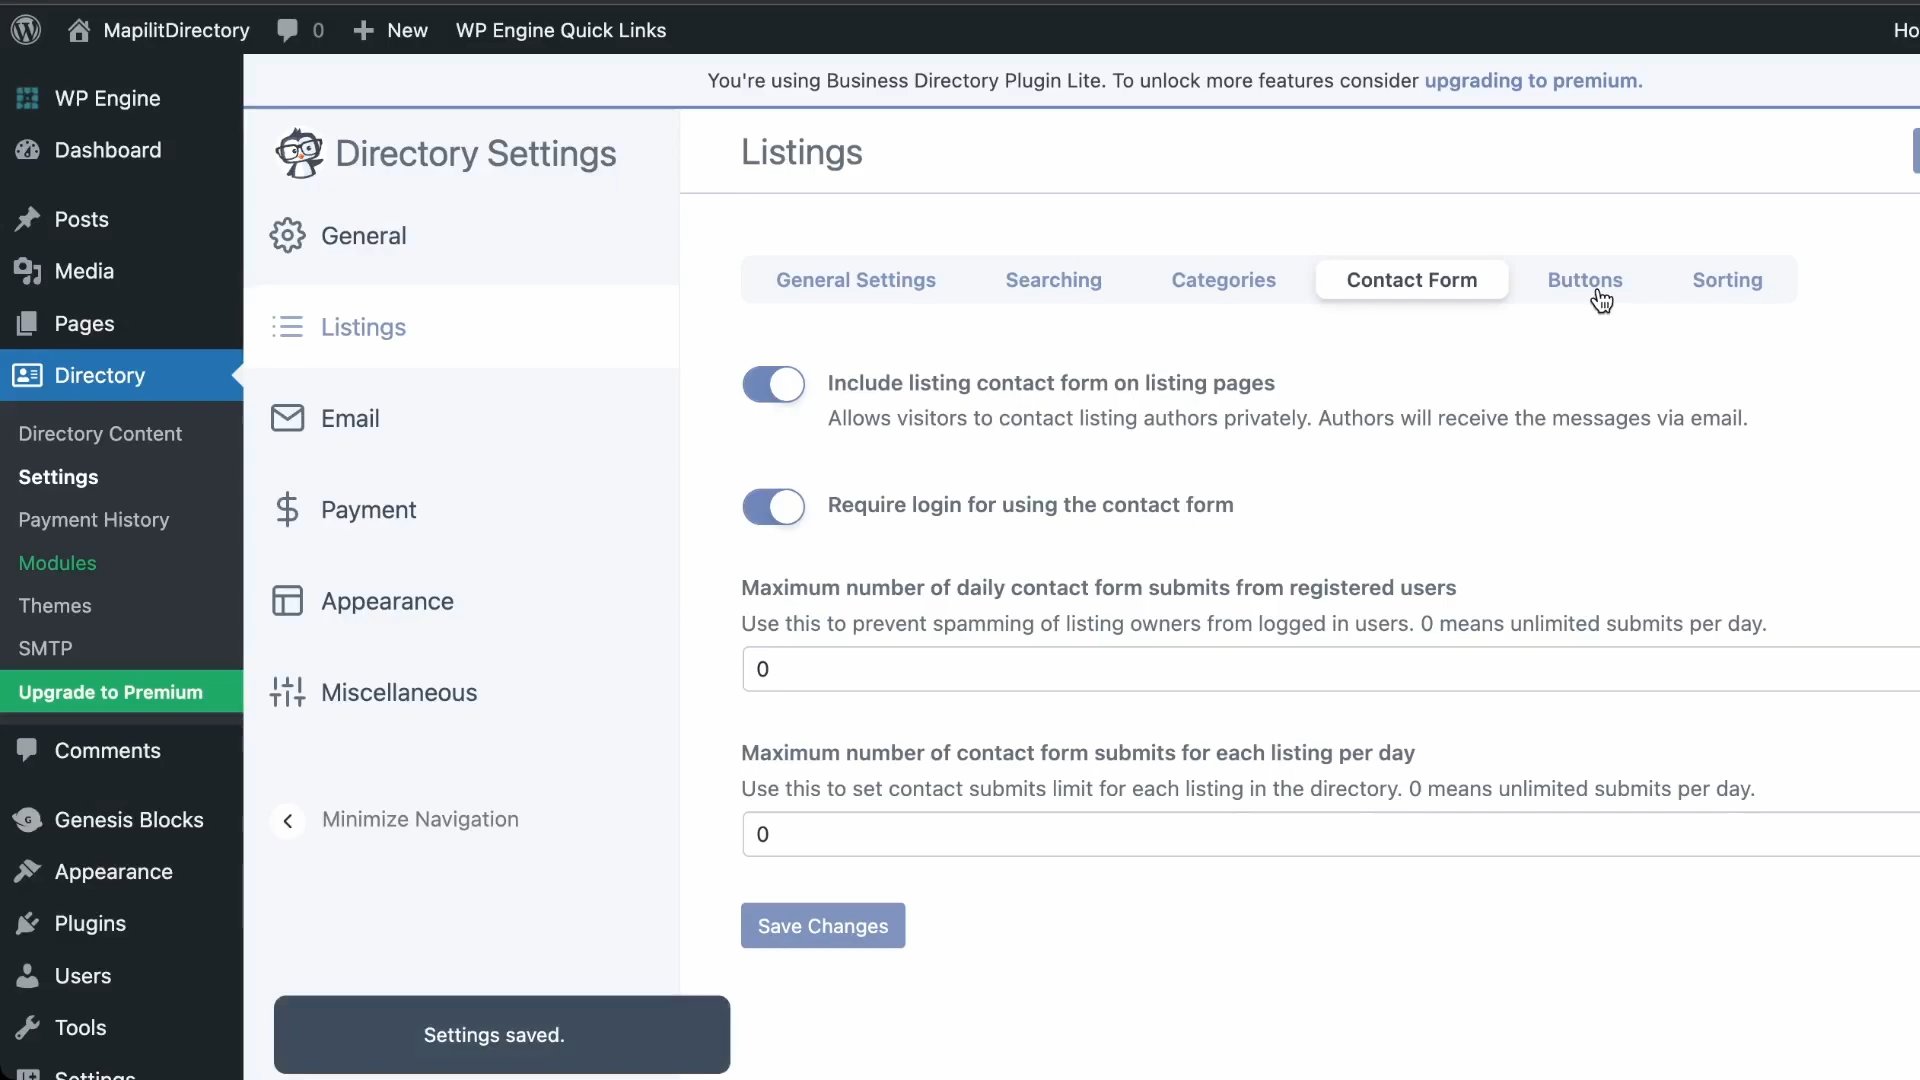 MapilitDirectory
0
New
WP Engine Quick Links
Ho
WP Engine
Dashboard
Posts
Media
Pages
Directory
Directory Content
Settings
Payment History
Modules
Themes
SMTP
Upgrade to Premium
Comments
Genesis Blocks
Appearance
Plugins
Users
Tools
Settings
You're using Business Directory Plugin Lite. To unlock more features consider upgrading to premium.
Directory Settings
General
Listings
Email
Payment
Appearance
Miscellaneous
Minimize Navigation
Settings saved.
Listings
General Settings
Searching
Categories
Contact Form
Buttons
Sorting
Include listing contact form on listing pages
Allows visitors to contact listing authors privately. Authors will receive the messages via email.
Require login for using the contact form
Maximum number of daily contact form submits from registered users
Use this to prevent spamming of listing owners from logged in users. 0 means unlimited submits per day.
0
Maximum number of contact form submits for each listing per day
Use this to set contact submits limit for each listing in the directory. 0 means unlimited submits per day.
0
Save Changes